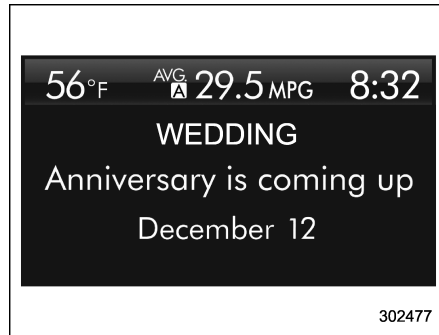 56°F AVG. A 29.5 MPG 8:32
WEDDING
Anniversary is coming up
December 12
302477